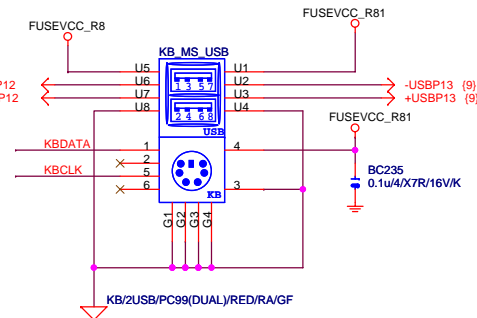 FUSEVCC_R81
FUSEVCC_R8
KB_MS_USB
U5 U1
P12 U6 U2 -USBP13 {9}
P12 U7 1 3 5 7 U3 +USBP13 {9}
U8 2 4 6 8 U4
USB
FUSEVCC_R81
KBDATA 1 4
2
KBCLK 5
6 KB 3
BC235
0.1u/4/X7R/16V/K
G1 G2 G3 G4
KB/2USB/PC99(DUAL)/RED/RA/GF